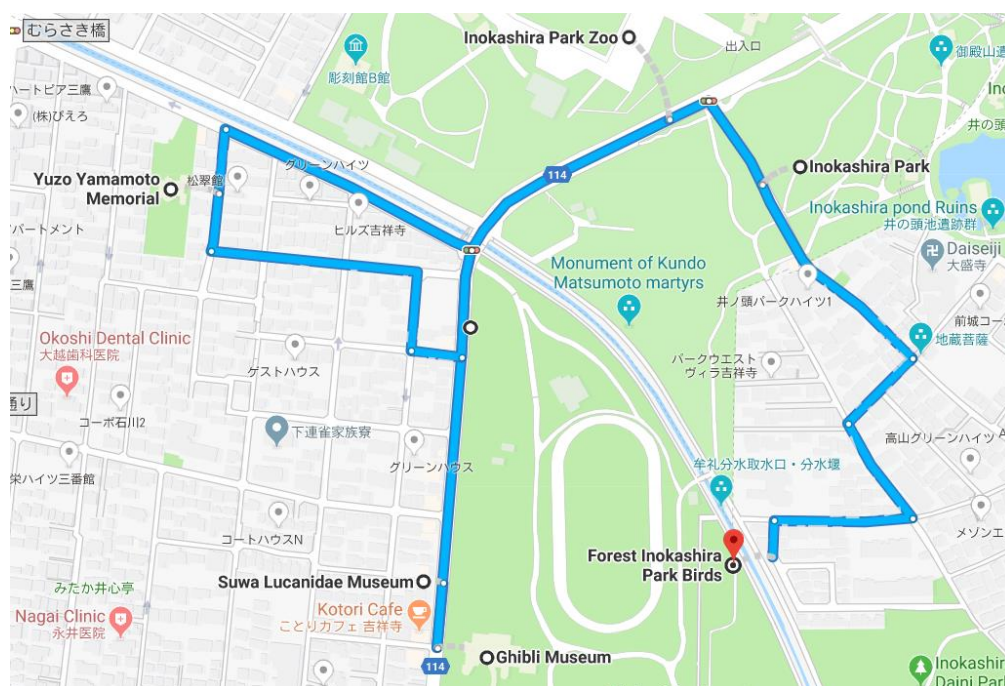 むらさき橋
Inokashira Park Zoo
出入口
彫刻館B館
御殿山遺
ハートピア三鷹
(株)ぴえろ
Ino
井の頭
グリーンハイツ
114
松翠館
Yuzo Yamamoto
Memorial
Inokashira Park
Inokashira pond Ruins
井の頭池遺跡群
パートメント
ヒルズ吉祥寺
Daiseiji
大盛寺
Monument of Kundo
Matsumoto martyrs
三鷹
井ノ頭パークハイツ1
前城コー
Okoshi Dental Clinic
大越歯科医院
地蔵菩薩
ゲストハウス
パークウエスト
ヴィラ吉祥寺
通り
コーポ石川2
下連雀家族寮
高山グリーンハイツ
A
グリーンハウス
牟礼分水取水口・分水堰
栄ハイツ三番館
コートハウスN
メゾンエ
Forest Inokashira
Park Birds
みたか井心亭
Suwa Lucanidae Museum
Nagai Clinic
永井医院
Kotori Cafe
ことりカフェ 吉祥寺
Ghibli Museum
114
Inokashir
Daini Par